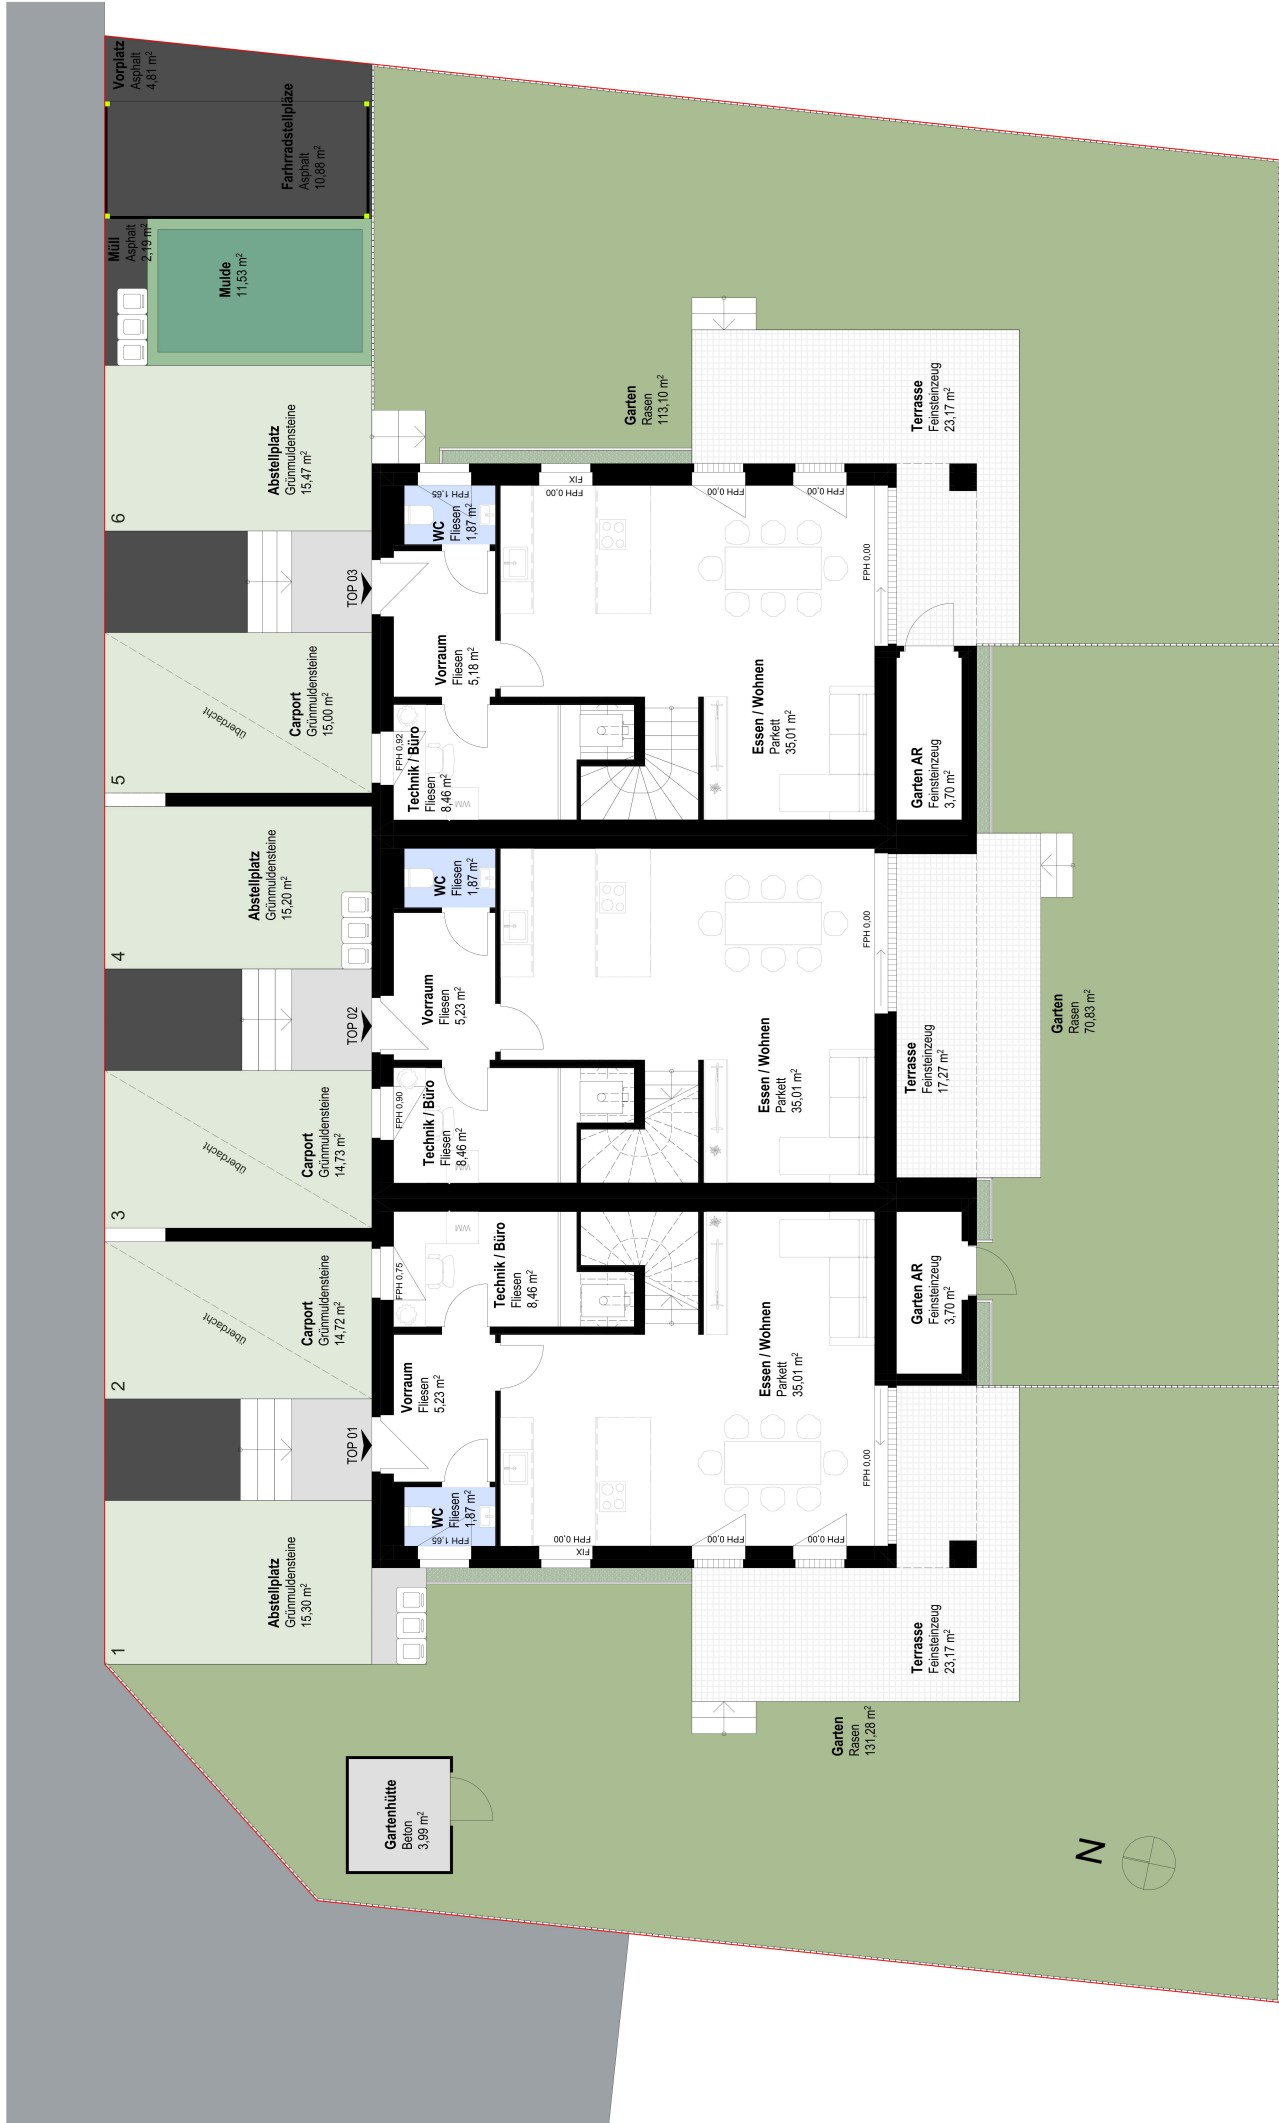 Vorplatz
Asphalt
4,81 m²
Farhrradstellpläze
Asphalt
10,88 m²
Müll
Asphalt
2,19 m²
Mulde
11,53 m²
6
Abstellplatz
Grünmuldensteine
15,47 m²
TOP 03
5
Carport
Grünmuldensteine
15,00 m²
überdacht
4
Abstellplatz
Grünmuldensteine
15,20 m²
TOP 02
3
Carport
Grünmuldensteine
14,73 m²
überdacht
2
Carport
Grünmuldensteine
14,72 m²
überdacht
TOP 01
1
Abstellplatz
Grünmuldensteine
15,30 m²
Garten
Rasen
113,10 m²
Terrasse
Feinsteinzeug
23,17 m²
WC
Fliesen
1,87 m²
FPH 1,65
FIX
FPH 0,00
FPH 0,00
FPH 0,00
FPH 0,00
Vorraum
Fliesen
5,18 m²
Technik / Büro
Fliesen
8,46 m²
FPH 0,92
WM
Essen / Wohnen
Parkett
35,01 m²
Garten AR
Feinsteinzeug
3,70 m²
WC
Fliesen
1,87 m²
Vorraum
Fliesen
5,23 m²
Technik / Büro
Fliesen
8,46 m²
FPH 0,90
WM
Essen / Wohnen
Parkett
35,01 m²
FPH 0,00
Terrasse
Feinsteinzeug
17,27 m²
Garten
Rasen
70,83 m²
Technik / Büro
Fliesen
8,46 m²
FPH 0,75
WM
Vorraum
Fliesen
5,23 m²
WC
Fliesen
1,87 m²
FPH 1,65
FIX
FPH 0,00
FPH 0,00
FPH 0,00
FPH 0,00
Essen / Wohnen
Parkett
35,01 m²
Garten AR
Feinsteinzeug
3,70 m²
Terrasse
Feinsteinzeug
23,17 m²
Garten
Rasen
131,28 m²
Gartenhütte
Beton
3,99 m²
N